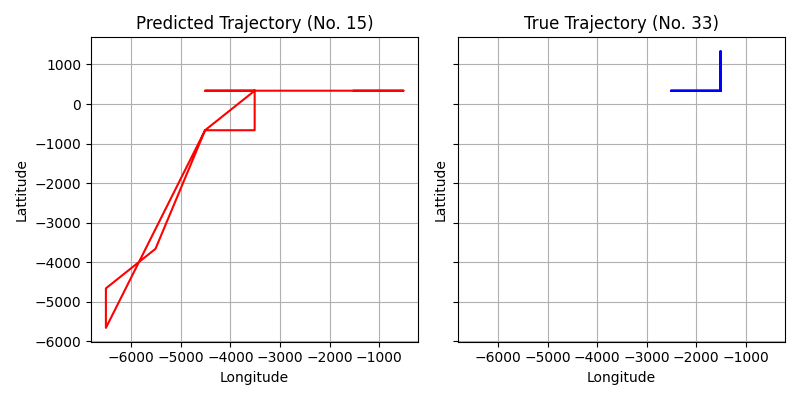 Predicted Trajectory (No. 15)
True Trajectory (No. 33)
1000
0
−1000
−2000
−3000
−4000
−5000
−6000
Lattitude
Lattitude
−6000 −5000 −4000 −3000 −2000 −1000
−6000 −5000 −4000 −3000 −2000 −1000
Longitude
Longitude